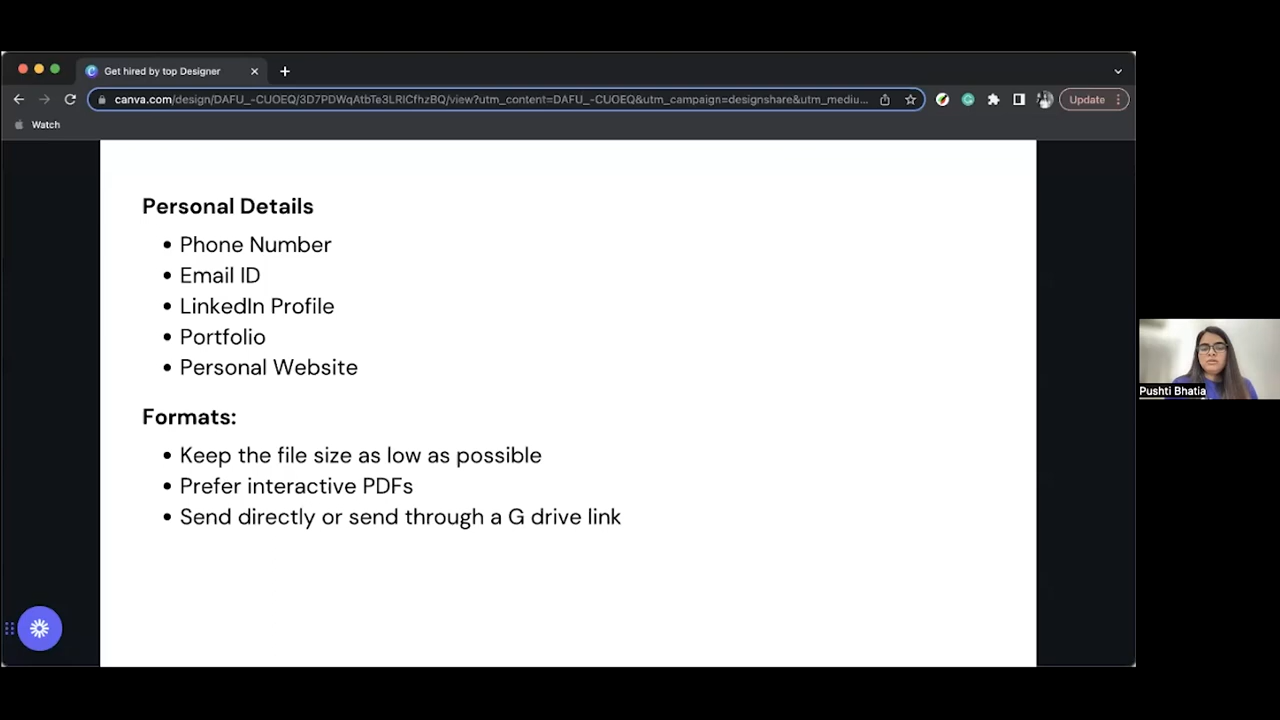 Get hired by top Designer
canva.com/design/DAFU_-CUOEQ/3D7PDWqAtbTe3LRlCfhzBQ/view?utm_content=DAFU_-CUOEQ&utm_campaign=designshare&utm_mediu...
Update
Watch
Personal Details
• Phone Number
• Email ID
• LinkedIn Profile
• Portfolio
• Personal Website
Formats:
• Keep the file size as low as possible
• Prefer interactive PDFs
• Send directly or send through a G drive link
Pushti Bhatia